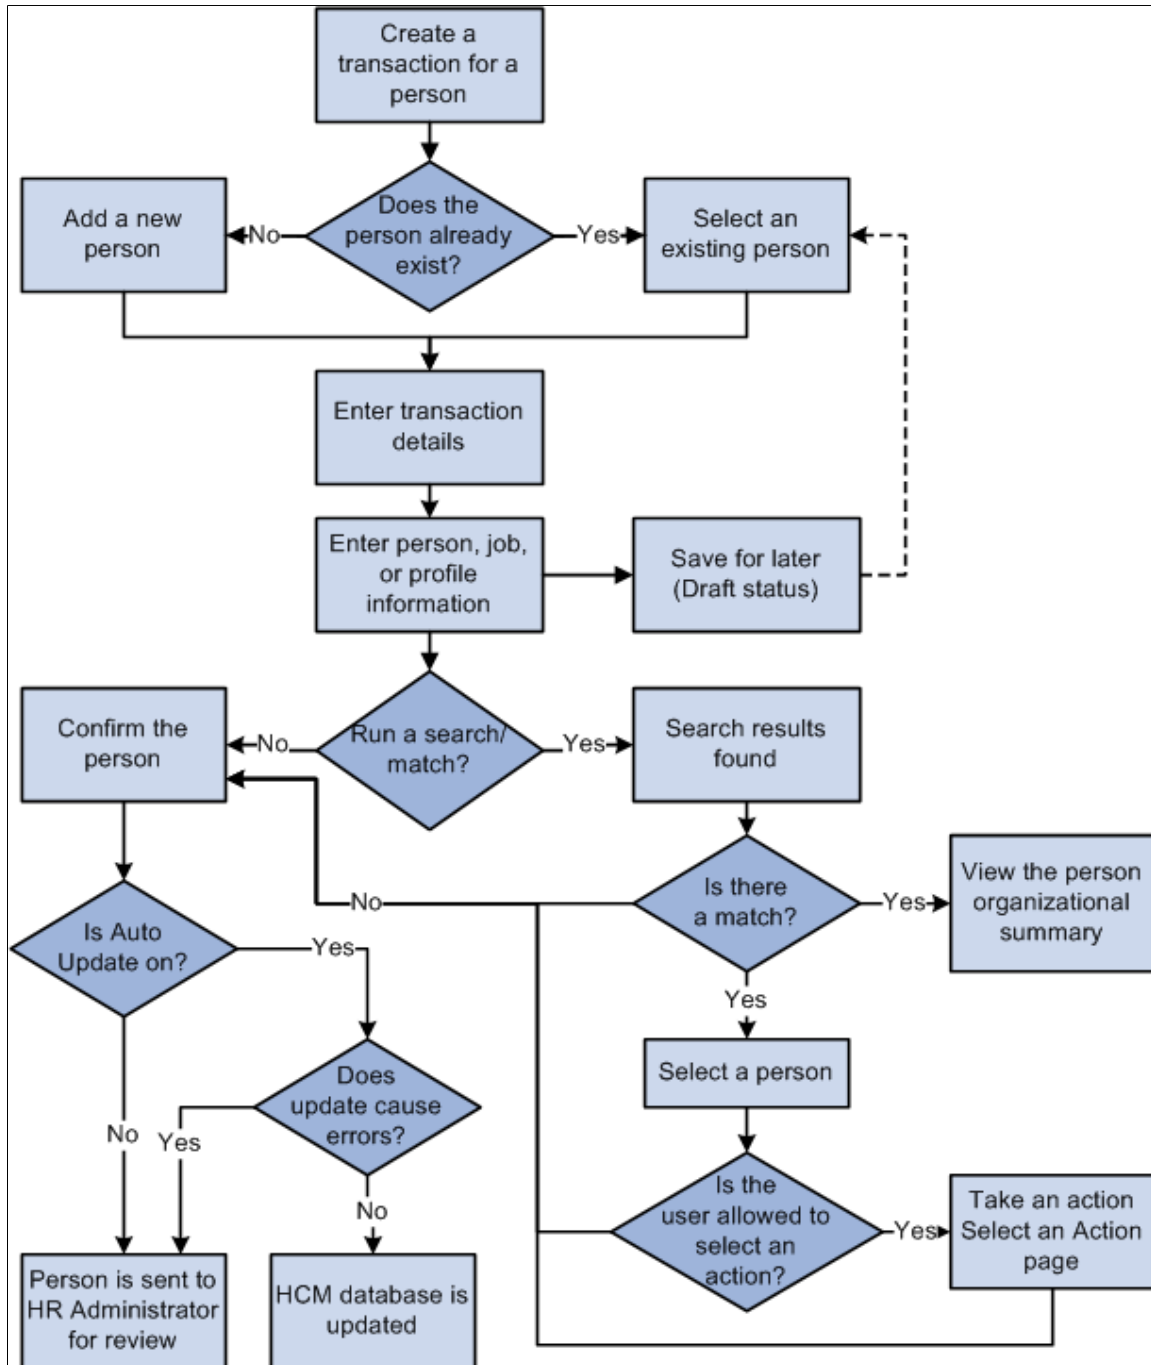 Create a
transaction for a
person
Does the
person already
exist?
No
Yes
Add a new
person
Select an
existing person
Enter transaction
details
Enter person, job,
or profile
information
Save for later
(Draft status)
Run a search/
match?
No
Yes
Confirm the
person
Search results
found
Is there
a match?
No
Yes
View the person
organizational
summary
Yes
Is Auto
Update on?
Yes
No
Does
update cause
errors?
Yes
No
Select a person
Is the
user allowed to
select an
action?
Yes
Take an action
Select an Action
page
Person is sent to
HR Administrator
for review
HCM database is
updated